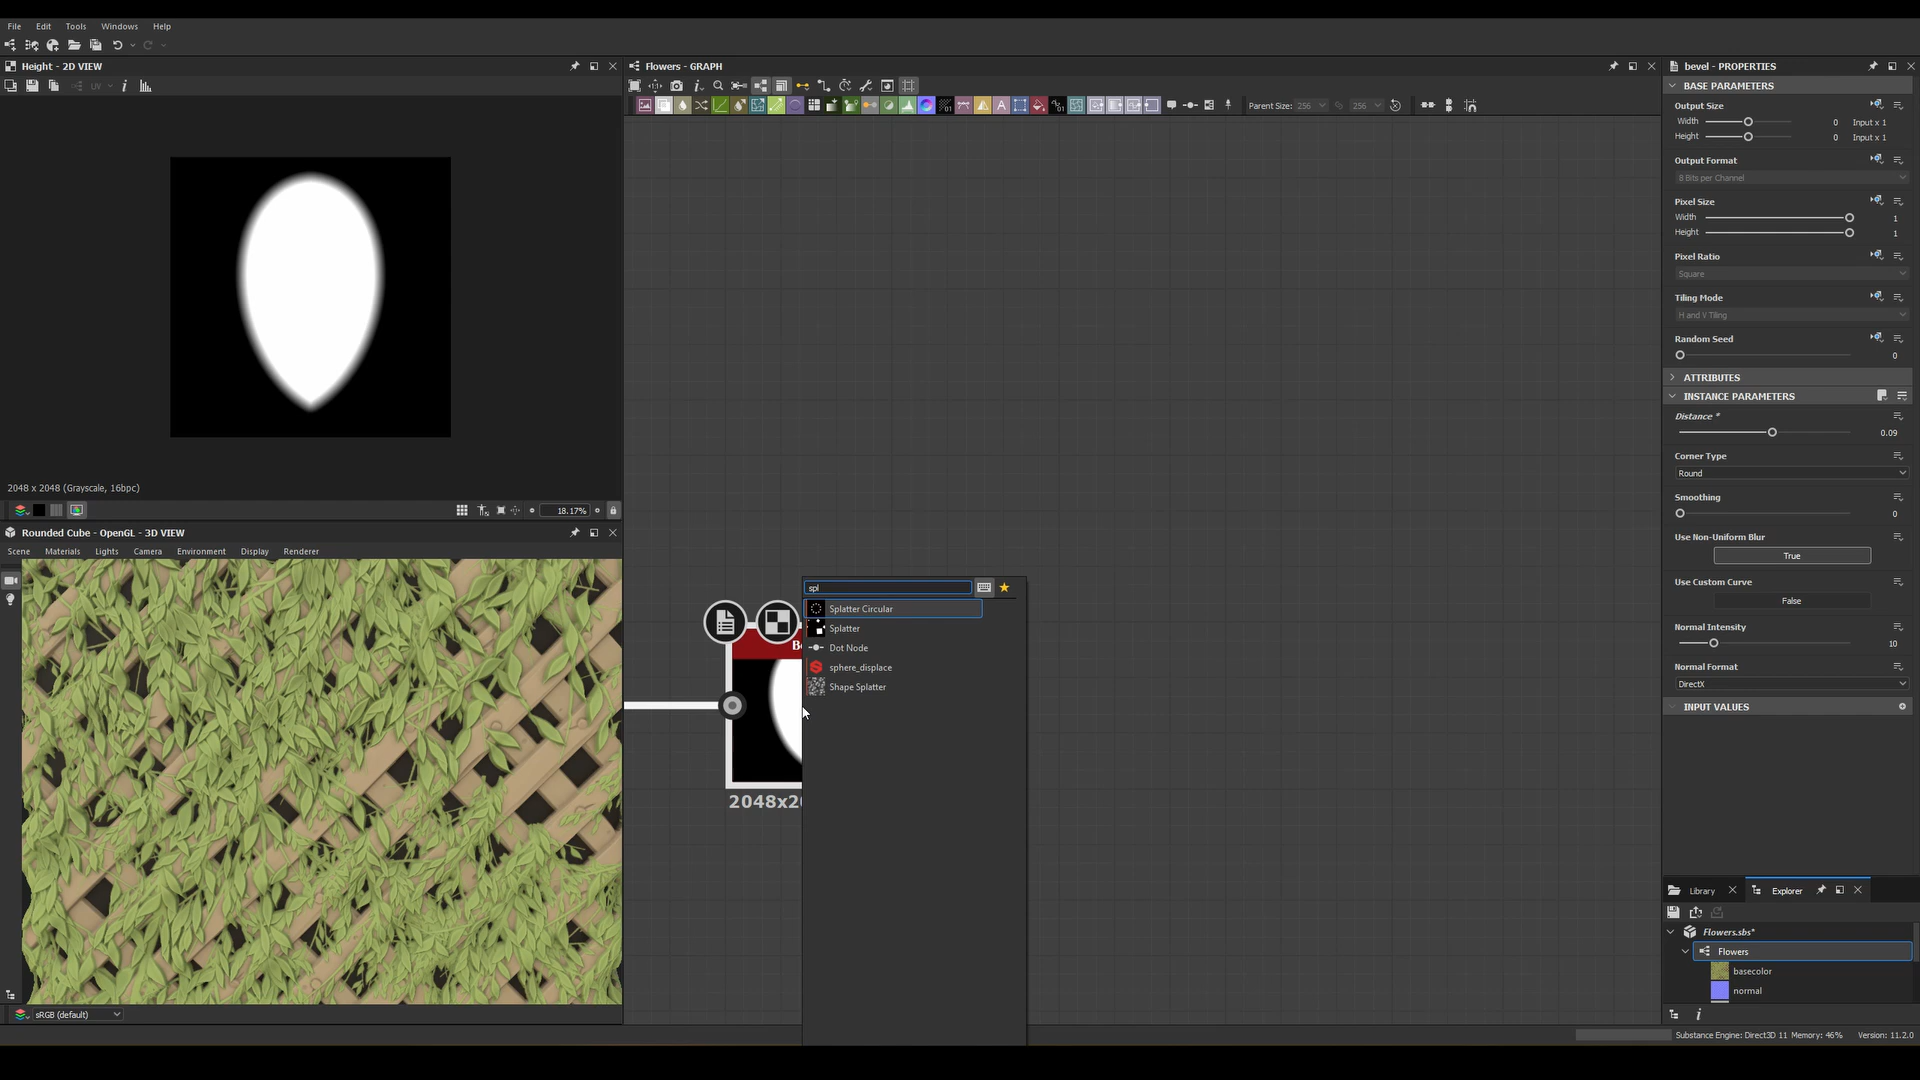 File Edit Tools Windows Help
Height - 2D VIEW
UV
2048 x 2048 (Grayscale, 16bpc)
18.17%
Rounded Cube - OpenGL - 3D VIEW
Scene Materials Lights Camera Environment Display Renderer
sRGB (default)
Flowers - GRAPH
Parent Size: 256 256
spl
Splatter Circular
Splatter
Dot Node
sphere_displace
Shape Splatter
bevel - PROPERTIES
BASE PARAMETERS
Output Size
Width 0 Input x 1
Height 0 Input x 1
Output Format
8 Bits per Channel
Pixel Size
Width 1
Height 1
Pixel Ratio
Square
Tiling Mode
H and V Tiling
Random Seed
0
ATTRIBUTES
INSTANCE PARAMETERS
Distance *
0.09
Corner Type
Round
Smoothing
0
Use Non-Uniform Blur
True
Use Custom Curve
False
Normal Intensity
10
Normal Format
DirectX
INPUT VALUES
Library Explorer
Flowers.sbs*
Flowers
basecolor
normal
Substance Engine: Direct3D 11 Memory: 46% Version: 11.2.0